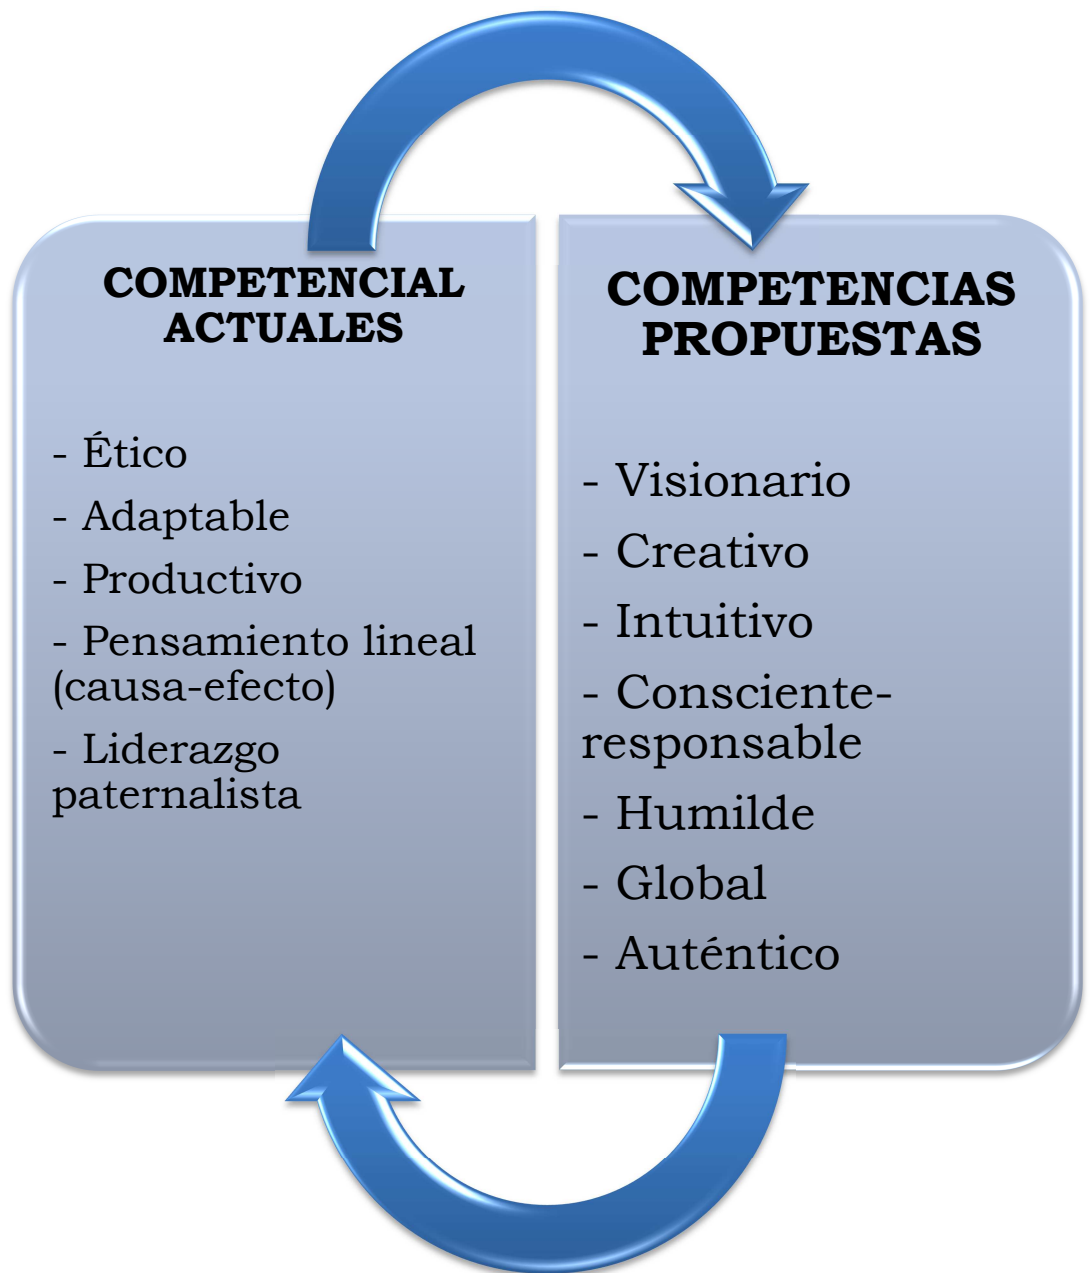 COMPETENCIAL
ACTUALES
- Ético
- Adaptable
- Productivo
- Pensamiento lineal
(causa-efecto)
- Liderazgo
paternalista
COMPETENCIAS
PROPUESTAS
- Visionario
- Creativo
- Intuitivo
- Consciente-
responsable
- Humilde
- Global
- Auténtico